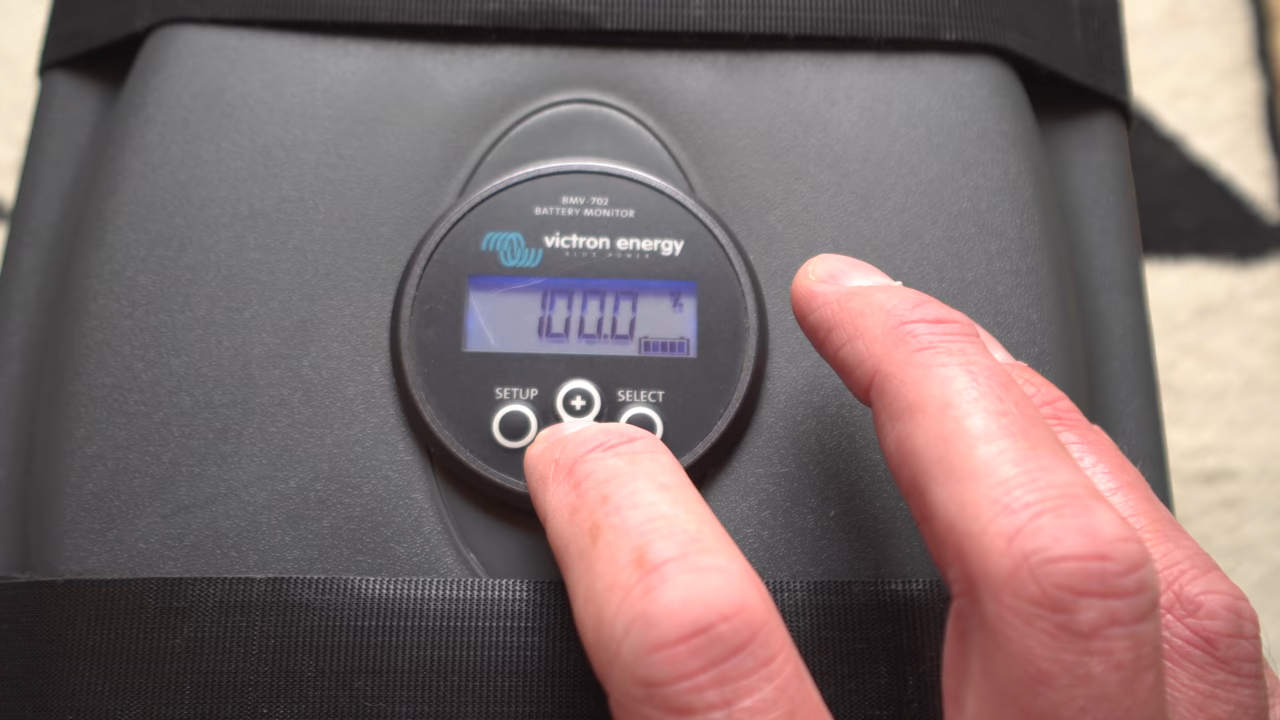 BMV-702
BATTERY MONITOR
victron energy
BLUE POWER
100.0 %
SETUP + SELECT